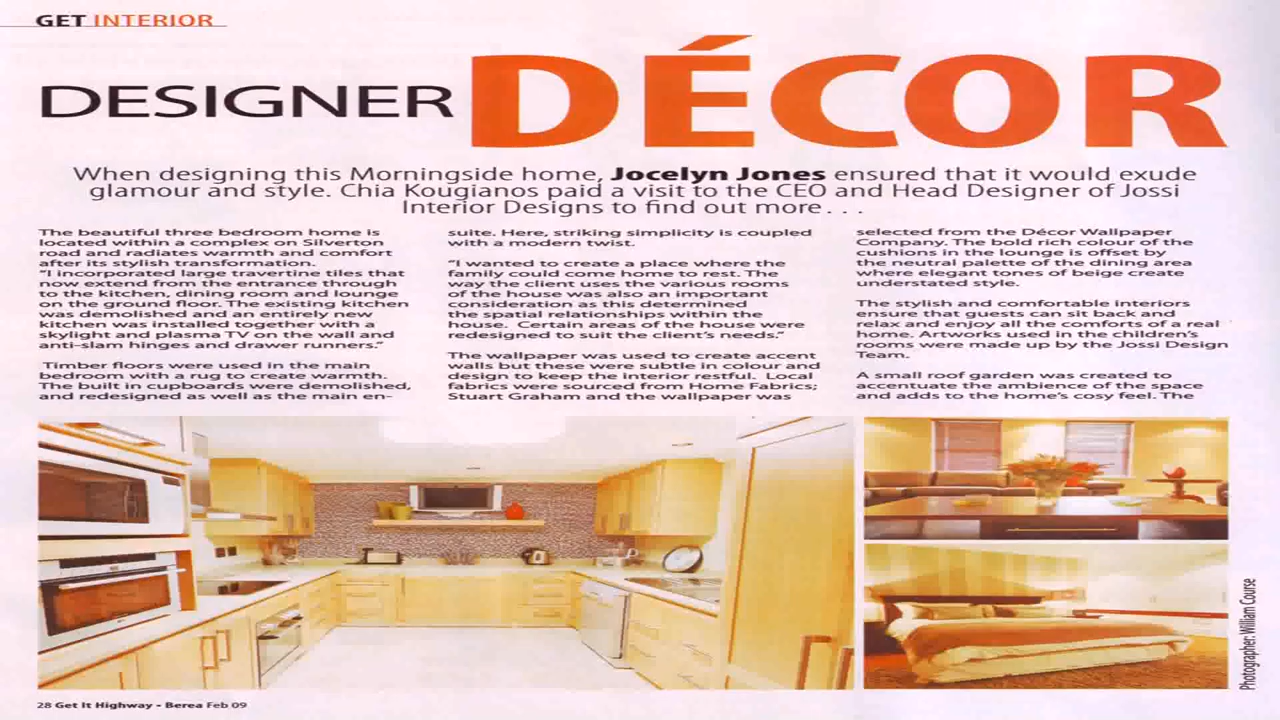 GET INTERIOR
DESIGNER DÉCOR
When designing this Morningside home, Jocelyn Jones ensured that it would exude
glamour and style. Chia Kougianos paid a visit to the CEO and Head Designer of Jossi
Interior Designs to find out more...
The beautiful three bedroom home is
located within a complex on Silverton
road and radiates warmth and comfort
after its stylish transformation.
"I incorporated large travertine tiles that
now extend from the entrance through
to the kitchen, dining room and lounge
on the ground floor. The existing kitchen
was demolished and an entirely new
kitchen was installed together with a
skylight and plasma TV on the wall and
anti-slam hinges and drawer runners."
Timber floors were used in the main
bedroom with a rug to create warmth.
The built in cupboards were demolished,
and redesigned as well as the main en-
suite. Here, striking simplicity is coupled
with a modern twist.
"I wanted to create a place where the
family could come home to rest. The
way the client uses the various rooms
of the house was also an important
consideration as this determined
the spatial relationships within the
house. Certain areas of the house were
redesigned to suit the client's needs."
The wallpaper was used to create accent
walls but these were subtle in colour and
design to keep the interior restful. Local
fabrics were sourced from Home Fabrics;
Stuart Graham and the wallpaper was
selected from the Décor Wallpaper
Company. The bold rich colour of the
cushions in the lounge is offset by
the neutral palette of the dining area
where elegant tones of beige create
understated style.
The stylish and comfortable interiors
ensure that guests can sit back and
relax and enjoy all the comforts of a real
home. Artworks used in the children's
rooms were made up by the Jossi Design
Team.
A small roof garden was created to
accentuate the ambience of the space
and adds to the home's cosy feel. The
Photographer: William Course
28 Get It Highway - Berea Feb 09